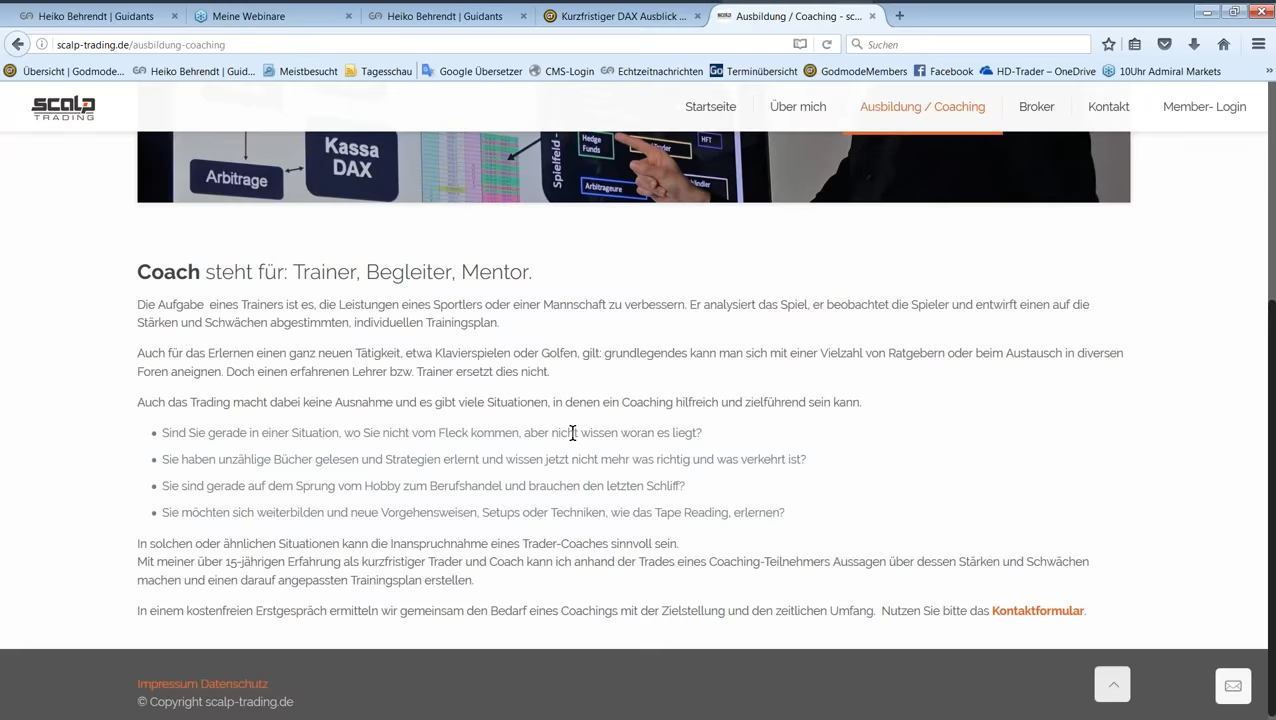 Heiko Behrendt | Guidants
Meine Webinare
Heiko Behrendt | Guidants
Kurzfristiger DAX Ausblick ...
Ausbildung / Coaching - sc...
scalp-trading.de/ausbildung-coaching
Suchen
Übersicht | Godmode...
Heiko Behrendt | Guid...
Meistbesucht
Tagesschau
Google Übersetzer
CMS-Login
Echtzeitnachrichten
Terminübersicht
GodmodeMembers
Facebook
HD-Trader – OneDrive
10Uhr Admiral Markets
scalp
TRADING
Startseite
Über mich
Ausbildung / Coaching
Broker
Kontakt
Member- Login
Arbitrage
Kassa
DAX
Spielfeld -
Hedge
Funds
HFT
Arbitrageure
Coach steht für: Trainer, Begleiter, Mentor.
Die Aufgabe eines Trainers ist es, die Leistungen eines Sportlers oder einer Mannschaft zu verbessern. Er analysiert das Spiel, er beobachtet die Spieler und entwirft einen auf die
Stärken und Schwächen abgestimmten, individuellen Trainingsplan.
Auch für das Erlernen einen ganz neuen Tätigkeit, etwa Klavierspielen oder Golfen, gilt: grundlegendes kann man sich mit einer Vielzahl von Ratgebern oder beim Austausch in diversen
Foren aneignen. Doch einen erfahrenen Lehrer bzw. Trainer ersetzt dies nicht.
Auch das Trading macht dabei keine Ausnahme und es gibt viele Situationen, in denen ein Coaching hilfreich und zielführend sein kann.
• Sind Sie gerade in einer Situation, wo Sie nicht vom Fleck kommen, aber nicht wissen woran es liegt?
• Sie haben unzählige Bücher gelesen und Strategien erlernt und wissen jetzt nicht mehr was richtig und was verkehrt ist?
• Sie sind gerade auf dem Sprung vom Hobby zum Berufshandel und brauchen den letzten Schliff?
• Sie möchten sich weiterbilden und neue Vorgehensweisen, Setups oder Techniken, wie das Tape Reading, erlernen?
In solchen oder ähnlichen Situationen kann die Inanspruchnahme eines Trader-Coaches sinnvoll sein.
Mit meiner über 15-jährigen Erfahrung als kurzfristiger Trader und Coach kann ich anhand der Trades eines Coaching-Teilnehmers Aussagen über dessen Stärken und Schwächen
machen und einen darauf angepassten Trainingsplan erstellen.
In einem kostenfreien Erstgespräch ermitteln wir gemeinsam den Bedarf eines Coachings mit der Zielstellung und den zeitlichen Umfang. Nutzen Sie bitte das Kontaktformular.
Impressum Datenschutz
© Copyright scalp-trading.de